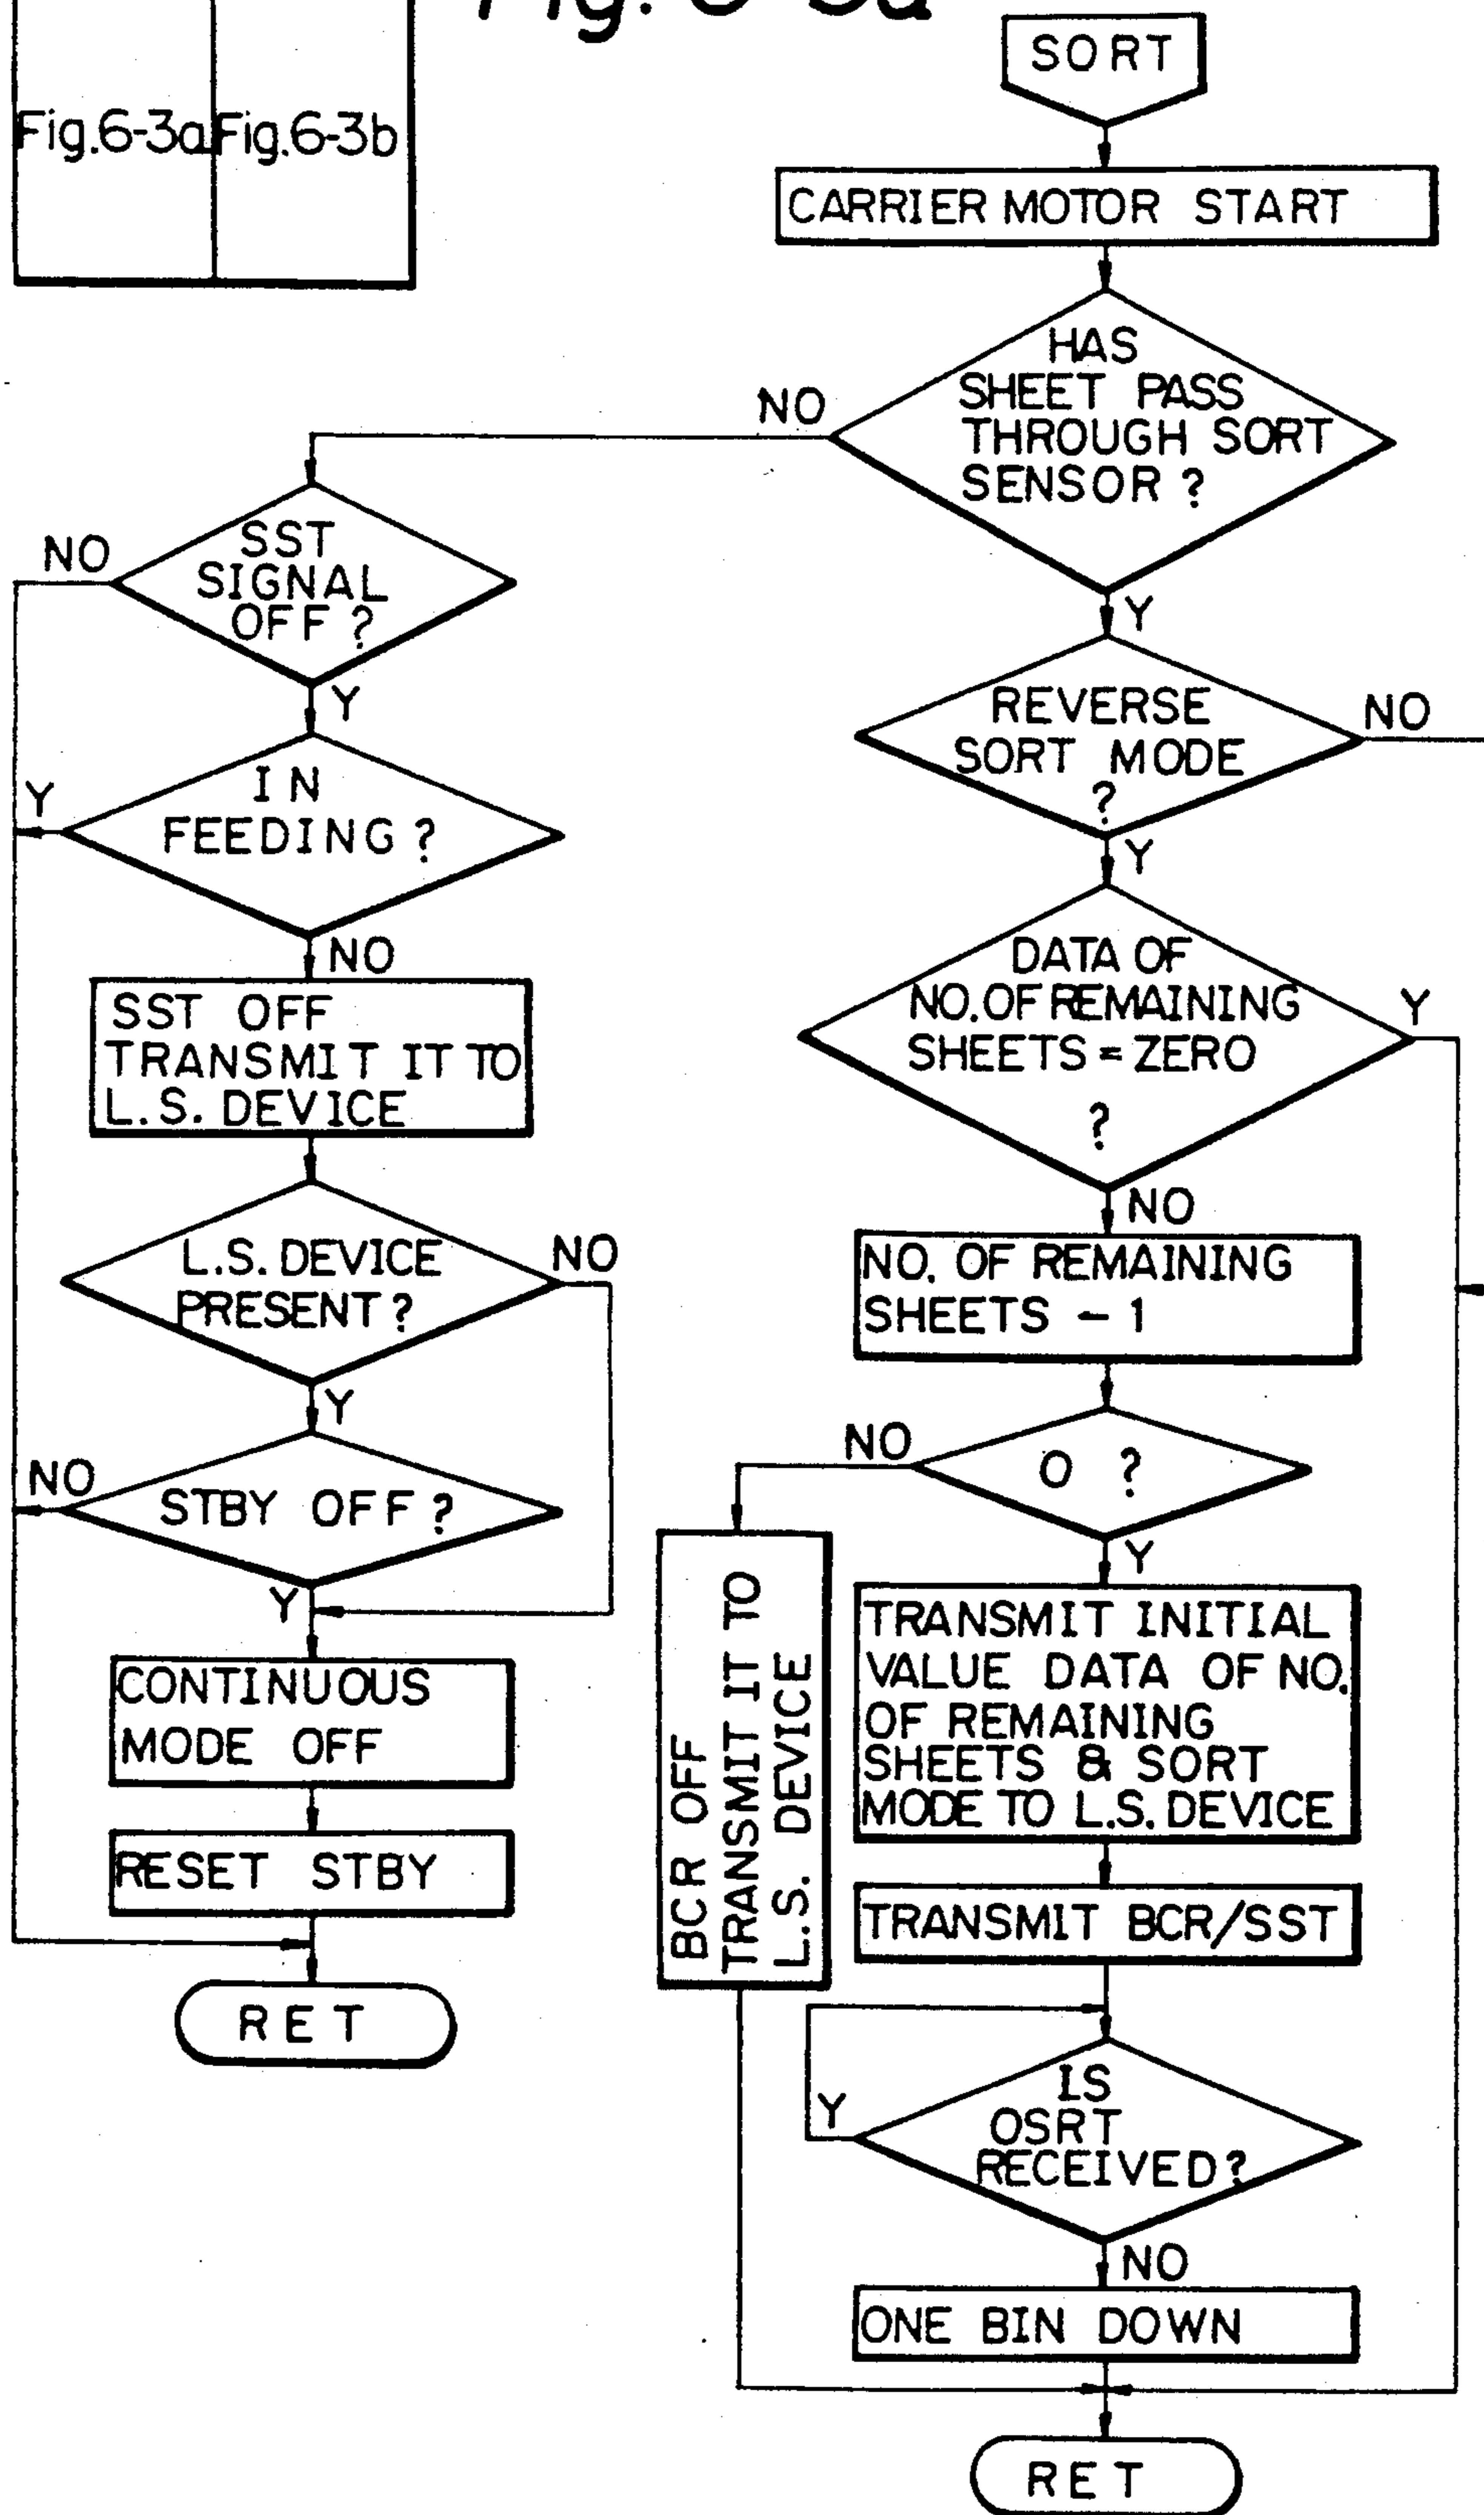 Fig. 6-3a
Fig.6-3a Fig.6-3b
SORT
CARRIER MOTOR START
HAS
SHEET PASS
THROUGH SORT
SENSOR ?
NO
Y
SST
SIGNAL
OFF ?
NO
Y
IN
FEEDING ?
Y
NO
SST OFF
TRANSMIT IT TO
L.S. DEVICE
L.S. DEVICE
PRESENT ?
NO
Y
STBY OFF ?
NO
Y
CONTINUOUS
MODE OFF
RESET STBY
RET
REVERSE
SORT MODE
?
NO
Y
DATA OF
NO. OF REMAINING
SHEETS = ZERO
?
Y
NO
NO. OF REMAINING
SHEETS - 1
O ?
NO
Y
BCR OFF
TRANSMIT IT TO
L.S. DEVICE
TRANSMIT INITIAL
VALUE DATA OF NO.
OF REMAINING
SHEETS & SORT
MODE TO L.S. DEVICE
TRANSMIT BCR/SST
IS
OSRT
RECEIVED ?
Y
NO
ONE BIN DOWN
RET